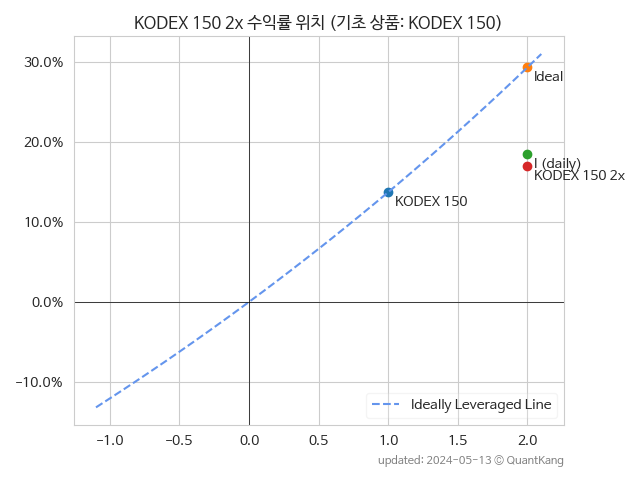 KODEX 150 2x 수익률 위치 (기초 상품: KODEX 150)
30.0%
20.0%
10.0%
0.0%
−10.0%
Ideal
I (daily)
KODEX 150 2x
KODEX 150
Ideally Leveraged Line
−1.0 −0.5 0.0 0.5 1.0 1.5 2.0
updated: 2024-05-13 © QuantKang